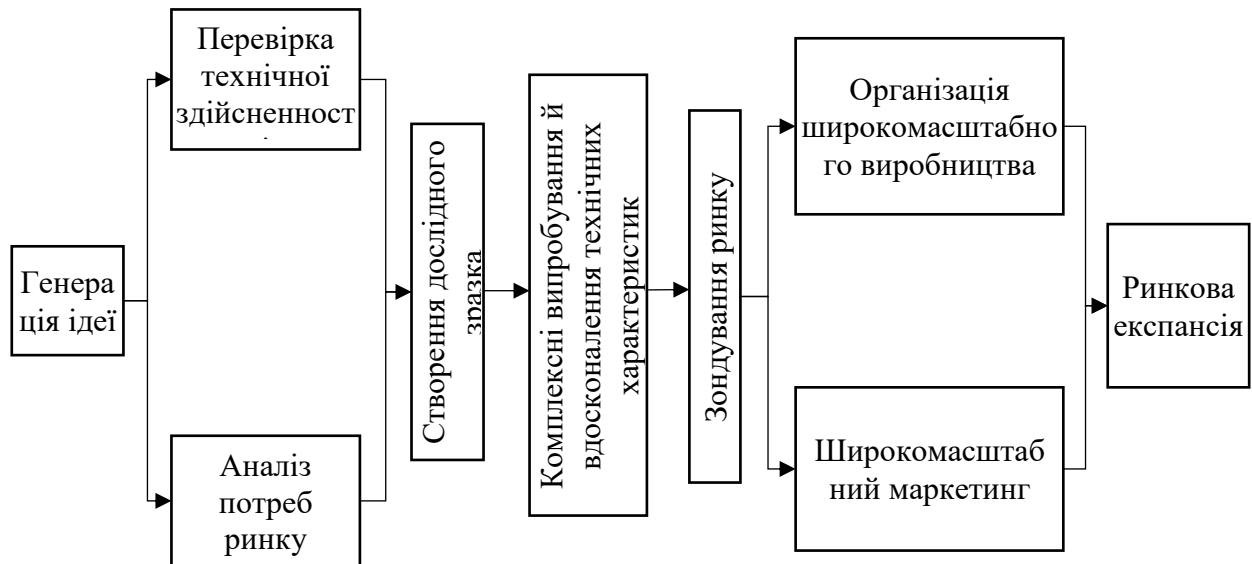 Генера
ція ідеї
Перевірка
технічної
здійсненност
Аналіз
потреб
ринку
Створення дослідного
зразка
Комплексні випробування й
вдосконалення технічних
характеристик
Зондування ринку
Організація
широкомасштабно
го виробництва
Широкомасштаб
ний маркетинг
Ринкова
експансія